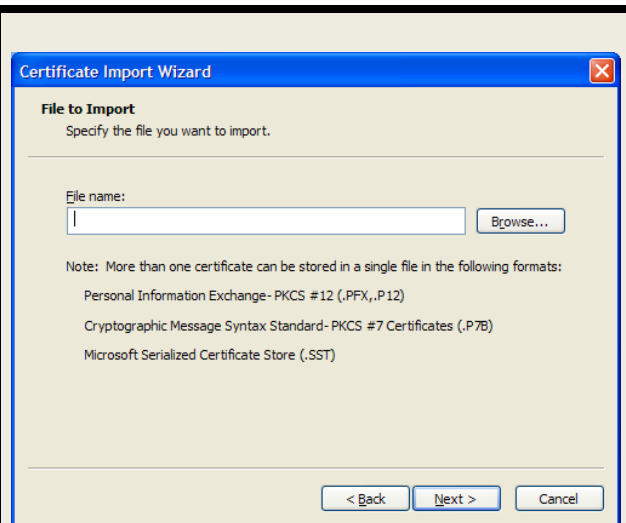 Certificate Import Wizard
File to Import
Specify the file you want to import.
File name:
Browse...
Note: More than one certificate can be stored in a single file in the following formats:
Personal Information Exchange- PKCS #12 (.PFX,.P12)
Cryptographic Message Syntax Standard- PKCS #7 Certificates (.P7B)
Microsoft Serialized Certificate Store (.SST)
< Back Next > Cancel